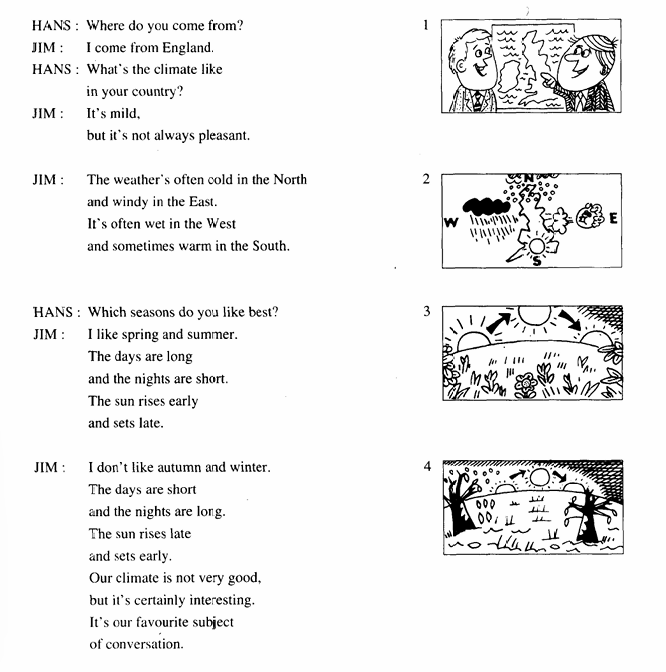 HANS : Where do you come from?
JIM : I come from England.
HANS : What's the climate like
in your country?
JIM : It's mild,
but it's not always pleasant.
1
JIM : The weather's often cold in the North
and windy in the East.
It's often wet in the West
and sometimes warm in the South.
2
N
W
E
S
HANS : Which seasons do you like best?
JIM : I like spring and summer.
The days are long
and the nights are short.
The sun rises early
and sets late.
3
JIM : I don't like autumn and winter.
The days are short
and the nights are long.
The sun rises late
and sets early.
Our climate is not very good,
but it's certainly interesting.
It's our favourite subject
of conversation.
4